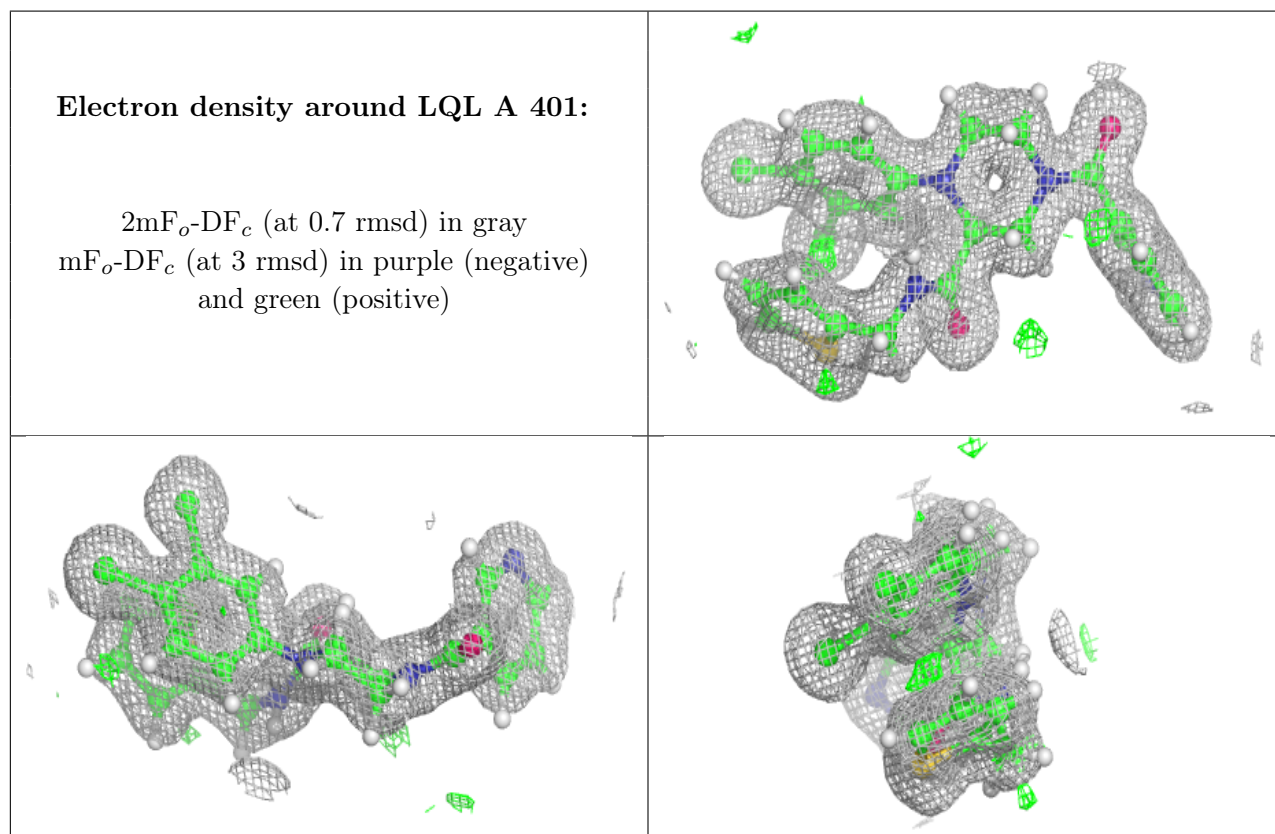 Electron density around LQL A 401:
2mFo-DFc (at 0.7 rmsd) in gray
mFo-DFc (at 3 rmsd) in purple (negative)
and green (positive)